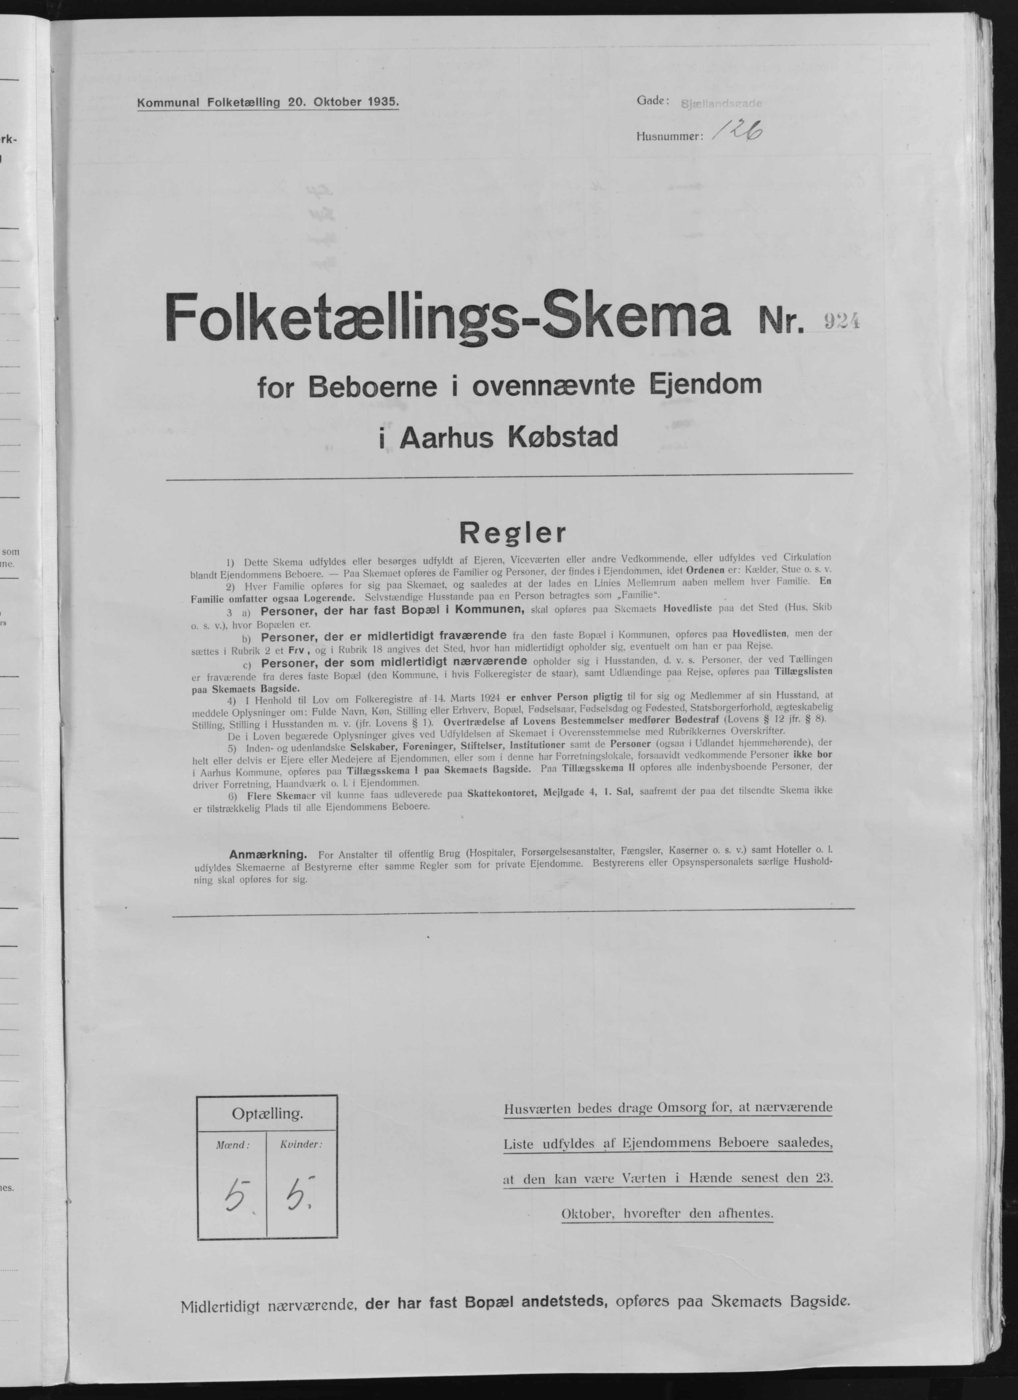 Kommunal Folketælling 20. Oktober 1935.
Gade: Sjællandsgade
Husnummer: 126
Folketællings-Skema Nr. 924
for Beboerne i ovennævnte Ejendom
i Aarhus Købstad
Regler
1) Dette Skema udfyldes eller besørges udfyldt af Ejeren, Viceværten eller andre Vedkommende, eller udfyldes ved Cirkulation
blandt Ejendommens Beboere. — Paa Skemaet opføres de Familier og Personer, der findes i Ejendommen, idet Ordenen er: Kælder, Stue o. s. v.
2) Hver Familie opføres for sig paa Skemaet, og saaledes at der lades en Linies Mellemrum aaben mellem hver Familie. En
Familie omfatter ogsaa Logerende. Selvstændige Husstande paa en Person betragtes som „Familie“.
3 a) Personer, der har fast Bopæl i Kommunen, skal opføres paa Skemaets Hovedliste paa det Sted (Hus, Skib
o. s. v.), hvor Bopælen er.
b) Personer, der er midlertidigt fraværende fra den faste Bopæl i Kommunen, opføres paa Hovedlisten, men der
sættes i Rubrik 2 et Frv, og i Rubrik 18 angives det Sted, hvor han midlertidigt opholder sig, eventuelt om han er paa Rejse.
c) Personer, der som midlertidigt nærværende opholder sig i Husstanden, d. v. s. Personer, der ved Tællingen
er fraværende fra deres faste Bopæl (den Kommune, i hvis Folkeregister de staar), samt Udlændinge paa Rejse, opføres paa Tillægslisten
paa Skemaets Bagside.
4) I Henhold til Lov om Folkeregistre af 14. Marts 1924 er enhver Person pligtig til for sig og Medlemmer af sin Husstand, at
meddele Oplysninger om: Fulde Navn, Køn, Stilling eller Erhverv, Bopæl, Fødselsaar, Fødselsdag og Fødested, Statsborgerforhold, ægteskabelig
Stilling, Stilling i Husstanden m. v. (jfr. Lovens § 1). Overtrædelse af Lovens Bestemmelser medfører Bødestraf (Lovens § 12 jfr. § 8).
De i Loven begærede Oplysninger gives ved Udfyldelsen af Skemaet i Overensstemmelse med Rubrikkernes Overskrifter.
5) Inden- og udenlandske Selskaber, Foreninger, Stiftelser, Institutioner samt de Personer (ogsaa i Udlandet hjemmehørende), der
helt eller delvis er Ejere eller Medejere af Ejendommen, eller som i denne har Forretningslokale, forsaavidt vedkommende Personer ikke bor
i Aarhus Kommune, opføres paa Tillægsskema I paa Skemaets Bagside. Paa Tillægsskema II opføres alle indenbysboende Personer, der
driver Forretning, Haandværk o. l. i Ejendommen.
6) Flere Skemaer vil kunne faas udleverede paa Skattekontoret, Mejlgade 4, 1. Sal, saafremt der paa det tilsendte Skema ikke
er tilstrækkelig Plads til alle Ejendommens Beboere.
Anmærkning. For Anstalter til offentlig Brug (Hospitaler, Forsørgelsesanstalter, Fængsler, Kaserner o. s. v.) samt Hoteller o. l.
udfyldes Skemaerne af Bestyrerne efter samme Regler som for private Ejendomme. Bestyrerens eller Opsynspersonalets særlige Hushold-
ning skal opføres for sig.
Optælling.
Mænd: Kvinder:
5. 5.
Husværten bedes drage Omsorg for, at nærværende
Liste udfyldes af Ejendommens Beboere saaledes,
at den kan være Værten i Hænde senest den 23.
Oktober, hvorefter den afhentes.
Midlertidigt nærværende, der har fast Bopæl andetsteds, opføres paa Skemaets Bagside.